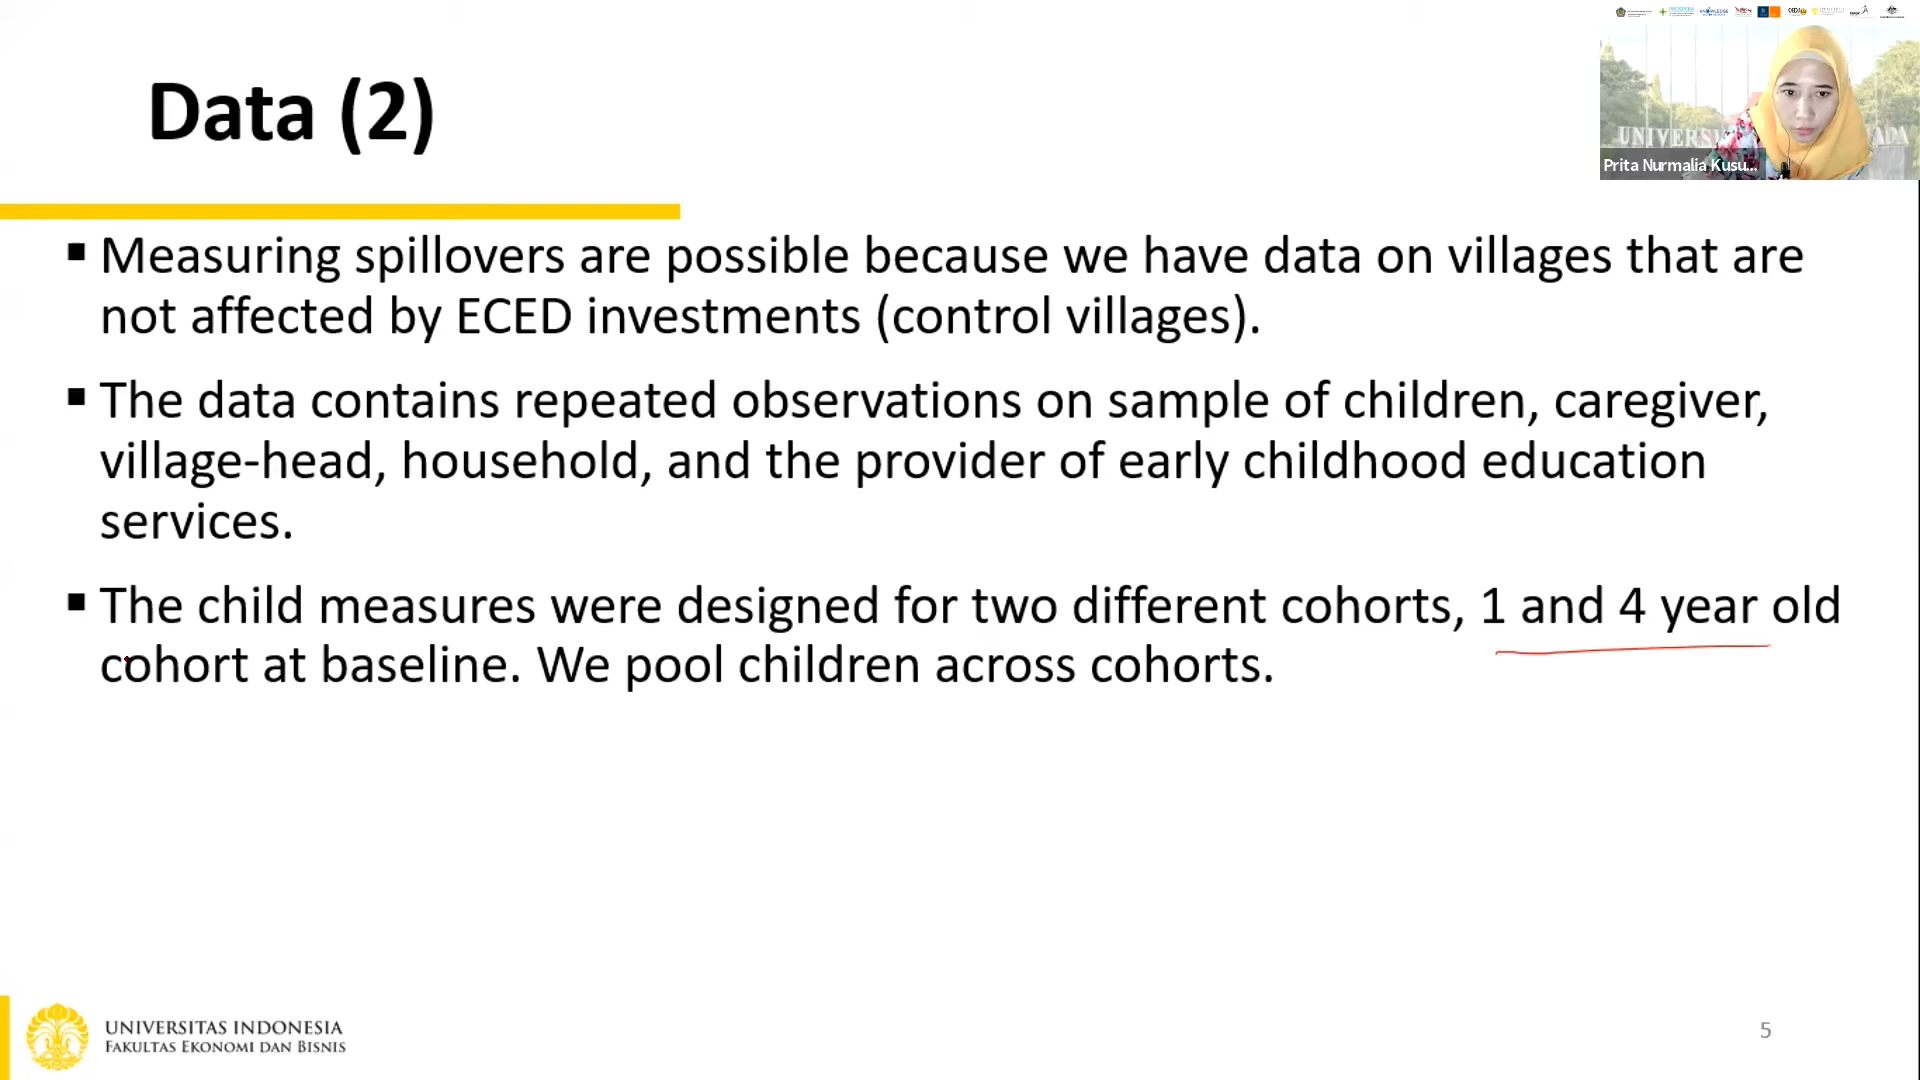 Data (2)
Prita Nurmalia Kusu...
▪ Measuring spillovers are possible because we have data on villages that are
not affected by ECED investments (control villages).
▪ The data contains repeated observations on sample of children, caregiver,
village-head, household, and the provider of early childhood education
services.
▪ The child measures were designed for two different cohorts, 1 and 4 year old
cohort at baseline. We pool children across cohorts.
UNIVERSITAS INDONESIA
FAKULTAS EKONOMI DAN BISNIS
5